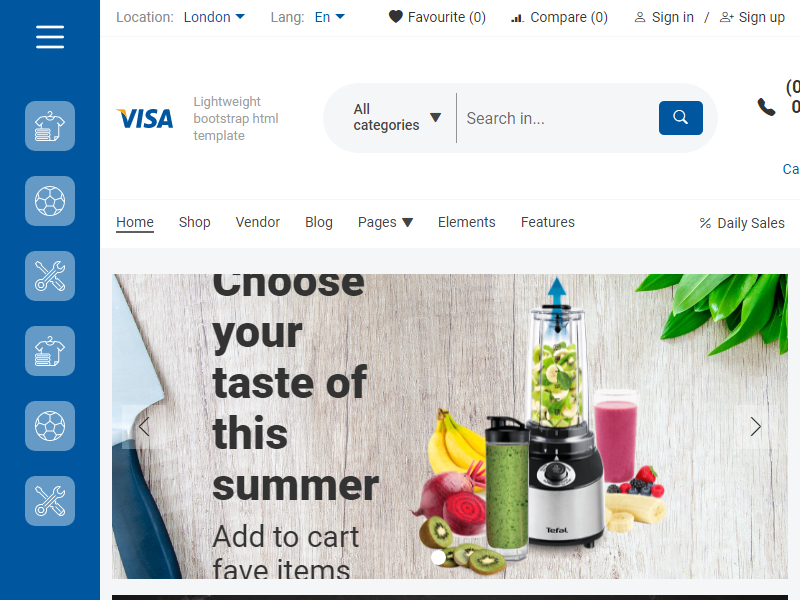 Location: London Lang: En Favourite (0) Compare (0) Sign in / Sign up
VISA
Lightweight
bootstrap html
template
All
categories
Search in...
(0
0
Ca
Home Shop Vendor Blog Pages Elements Features % Daily Sales
Choose
your
taste of
this
summer
Add to cart
fave items
Tefal